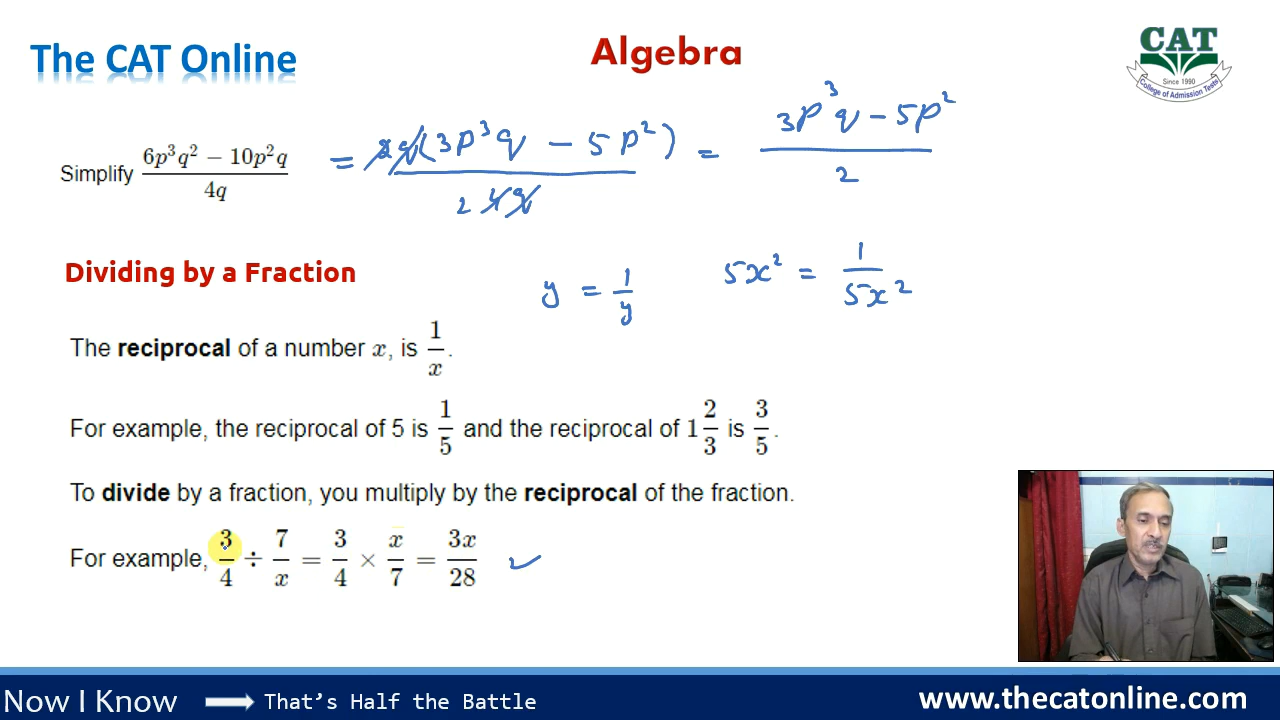 The CAT Online
Algebra
CAT
Since 1990
College of Admission Tests
Simplify (6p³q² − 10p²q)/(4q) = 2q(3p³q − 5p²)/(2 4q) = (3p³q − 5p²)/2
Dividing by a Fraction
y = 1/y 5x² = 1/(5x²)
The reciprocal of a number x, is 1/x.
For example, the reciprocal of 5 is 1/5 and the reciprocal of 1 2/3 is 3/5.
To divide by a fraction, you multiply by the reciprocal of the fraction.
For example, 3/4 ÷ 7/x = 3/4 × x/7 = 3x/28 ✓
Now I Know ⟶ That's Half the Battle
www.thecatonline.com